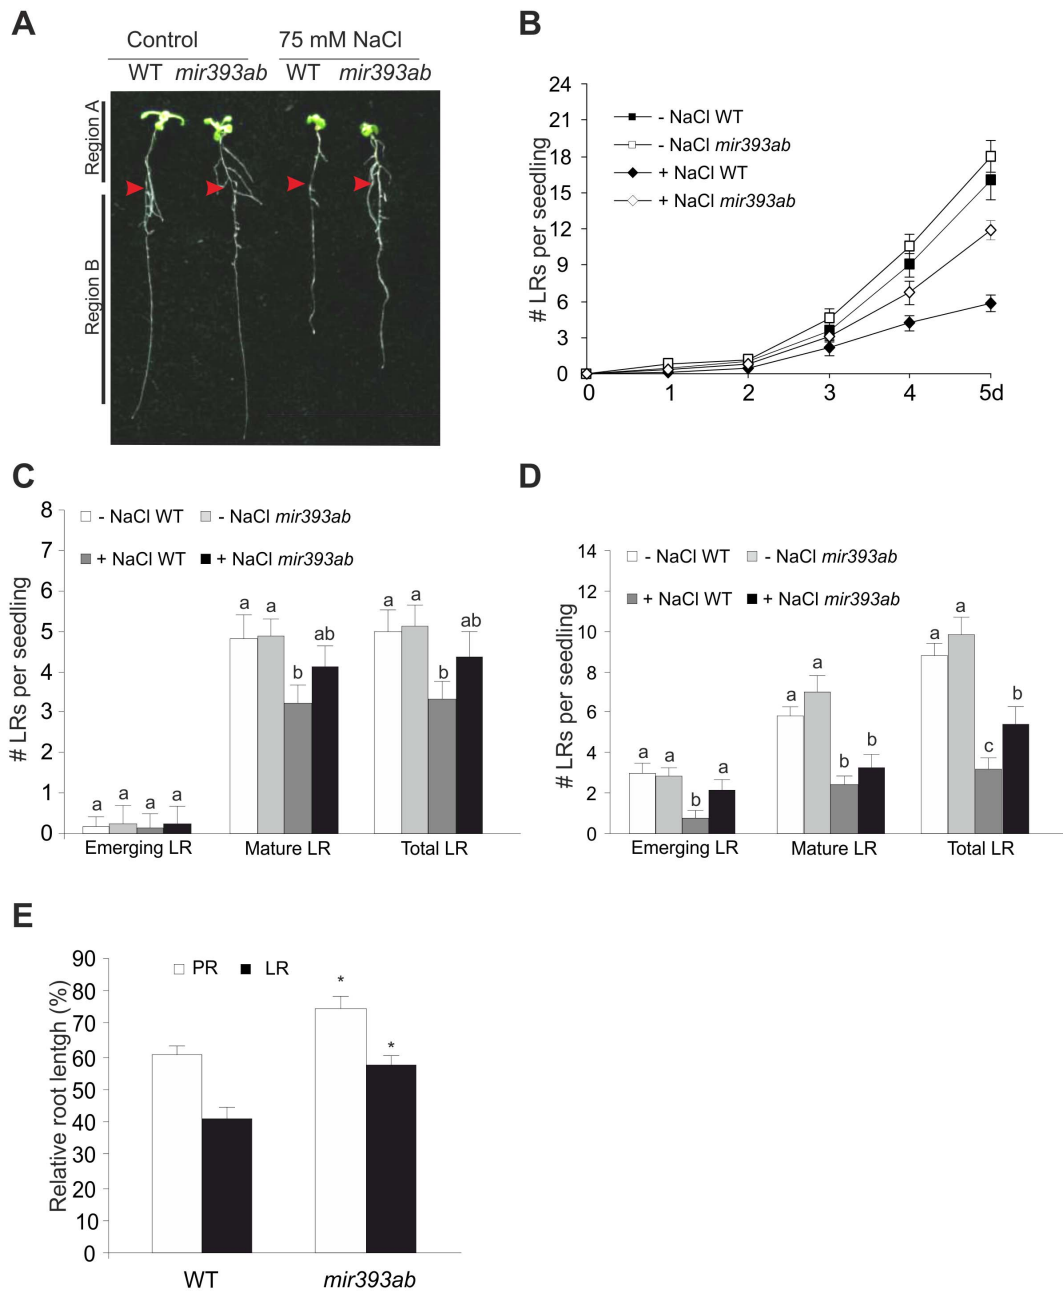 A
Control
75 mM NaCl
WT mir393ab WT mir393ab
Region A
Region B
B
# LRs per seedling
24
21
18
15
12
9
6
3
0
- NaCl WT
- NaCl mir393ab
+ NaCl WT
+ NaCl mir393ab
0 1 2 3 4 5d
C
# LRs per seedling
8
7
6
5
4
3
2
1
0
- NaCl WT - NaCl mir393ab
+ NaCl WT + NaCl mir393ab
a a a a
a a b ab
a a b ab
Emerging LR Mature LR Total LR
D
# LRs per seedling
14
12
10
8
6
4
2
0
- NaCl WT - NaCl mir393ab
+ NaCl WT + NaCl mir393ab
a a b a
a a b b
a a c b
Emerging LR Mature LR Total LR
E
Relative root lentgh (%)
90
80
70
60
50
40
30
20
10
0
PR LR
*
*
WT mir393ab